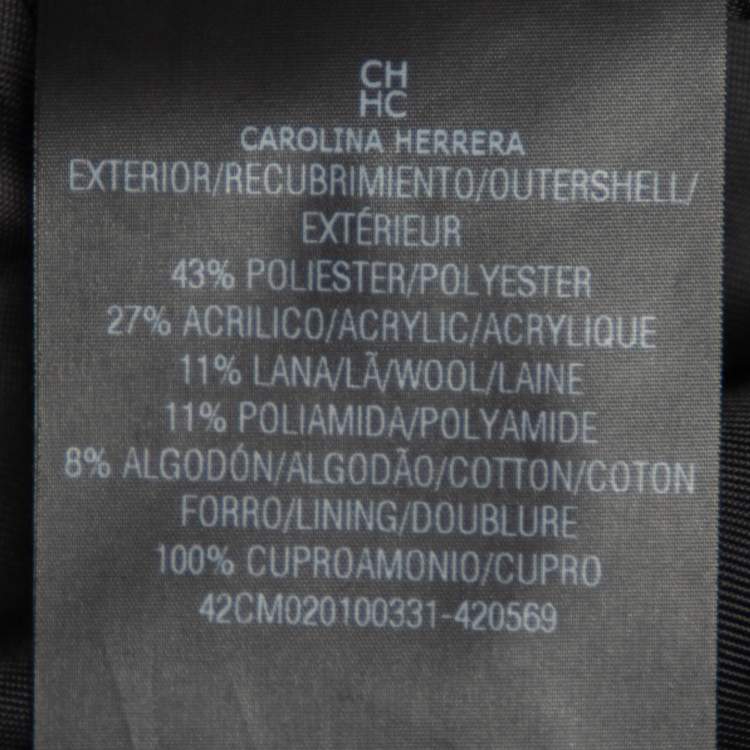 CH
HC
CAROLINA HERRERA
EXTERIOR/RECUBRIMIENTO/OUTERSHELL/
EXTÉRIEUR
43% POLIESTER/POLYESTER
27% ACRILICO/ACRYLIC/ACRYLIQUE
11% LANA/LÃ/WOOL/LAINE
11% POLIAMIDA/POLYAMIDE
8% ALGODÓN/ALGODÃO/COTTON/COTON
FORRO/LINING/DOUBLURE
100% CUPROAMONIO/CUPRO
42CM020100331-420569